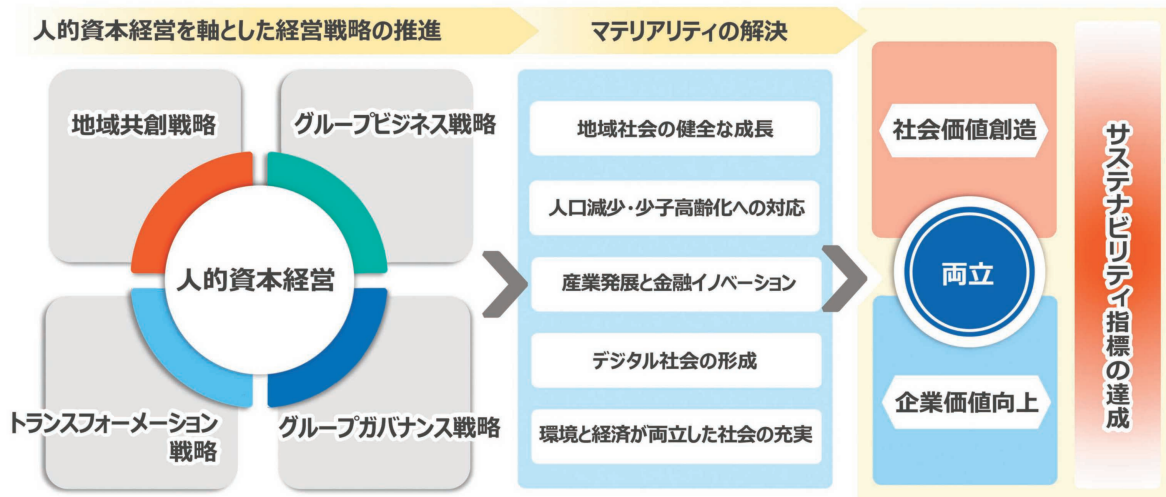 人的資本経営を軸とした経営戦略の推進
地域共創戦略
グループビジネス戦略
人的資本経営
トランスフォーメーション
戦略
グループガバナンス戦略
マテリアリティの解決
地域社会の健全な成長
人口減少・少子高齢化への対応
産業発展と金融イノベーション
デジタル社会の形成
環境と経済が両立した社会の充実
社会価値創造
両立
企業価値向上
サステナビリティ指標の達成